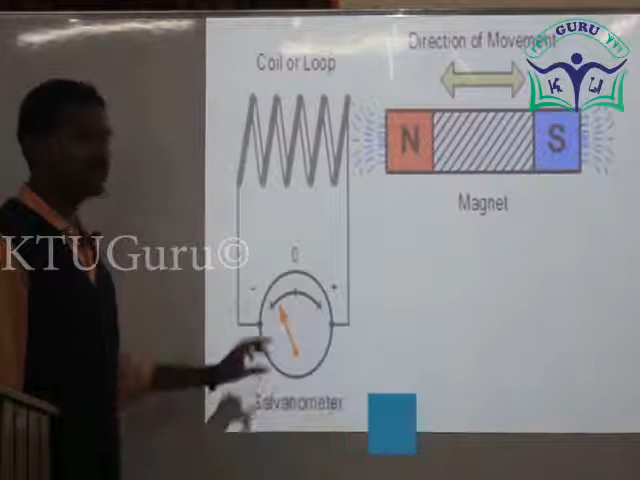 GURU
K U
Direction of Movement
Coil or Loop
N
S
Magnet
KTUGuru©
0
- +
Galvanometer